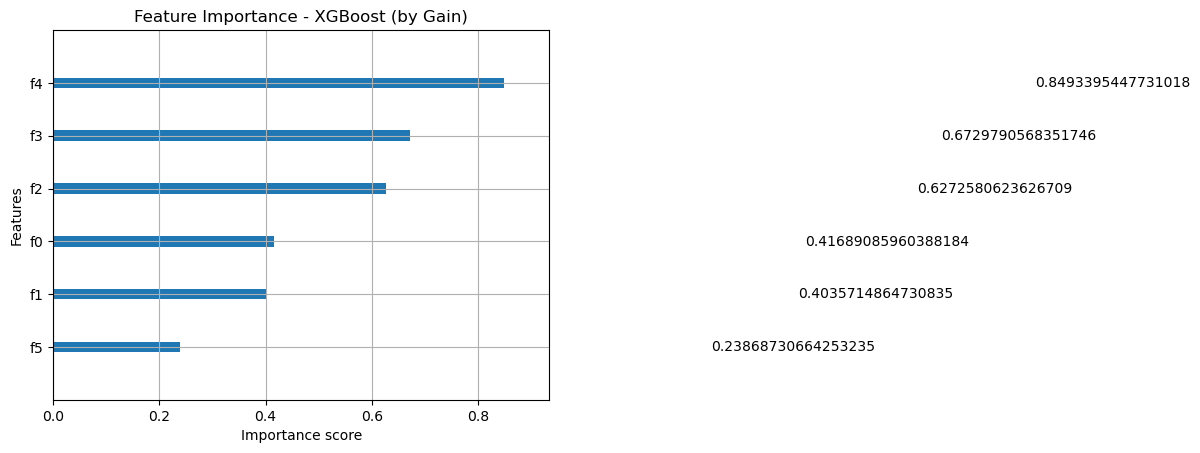 Feature Importance - XGBoost (by Gain)
Features
f4
0.8493395447731018
f3
0.6729790568351746
f2
0.6272580623626709
f0
0.41689085960388184
f1
0.4035714864730835
f5
0.23868730664253235
0.0 0.2 0.4 0.6 0.8
Importance score